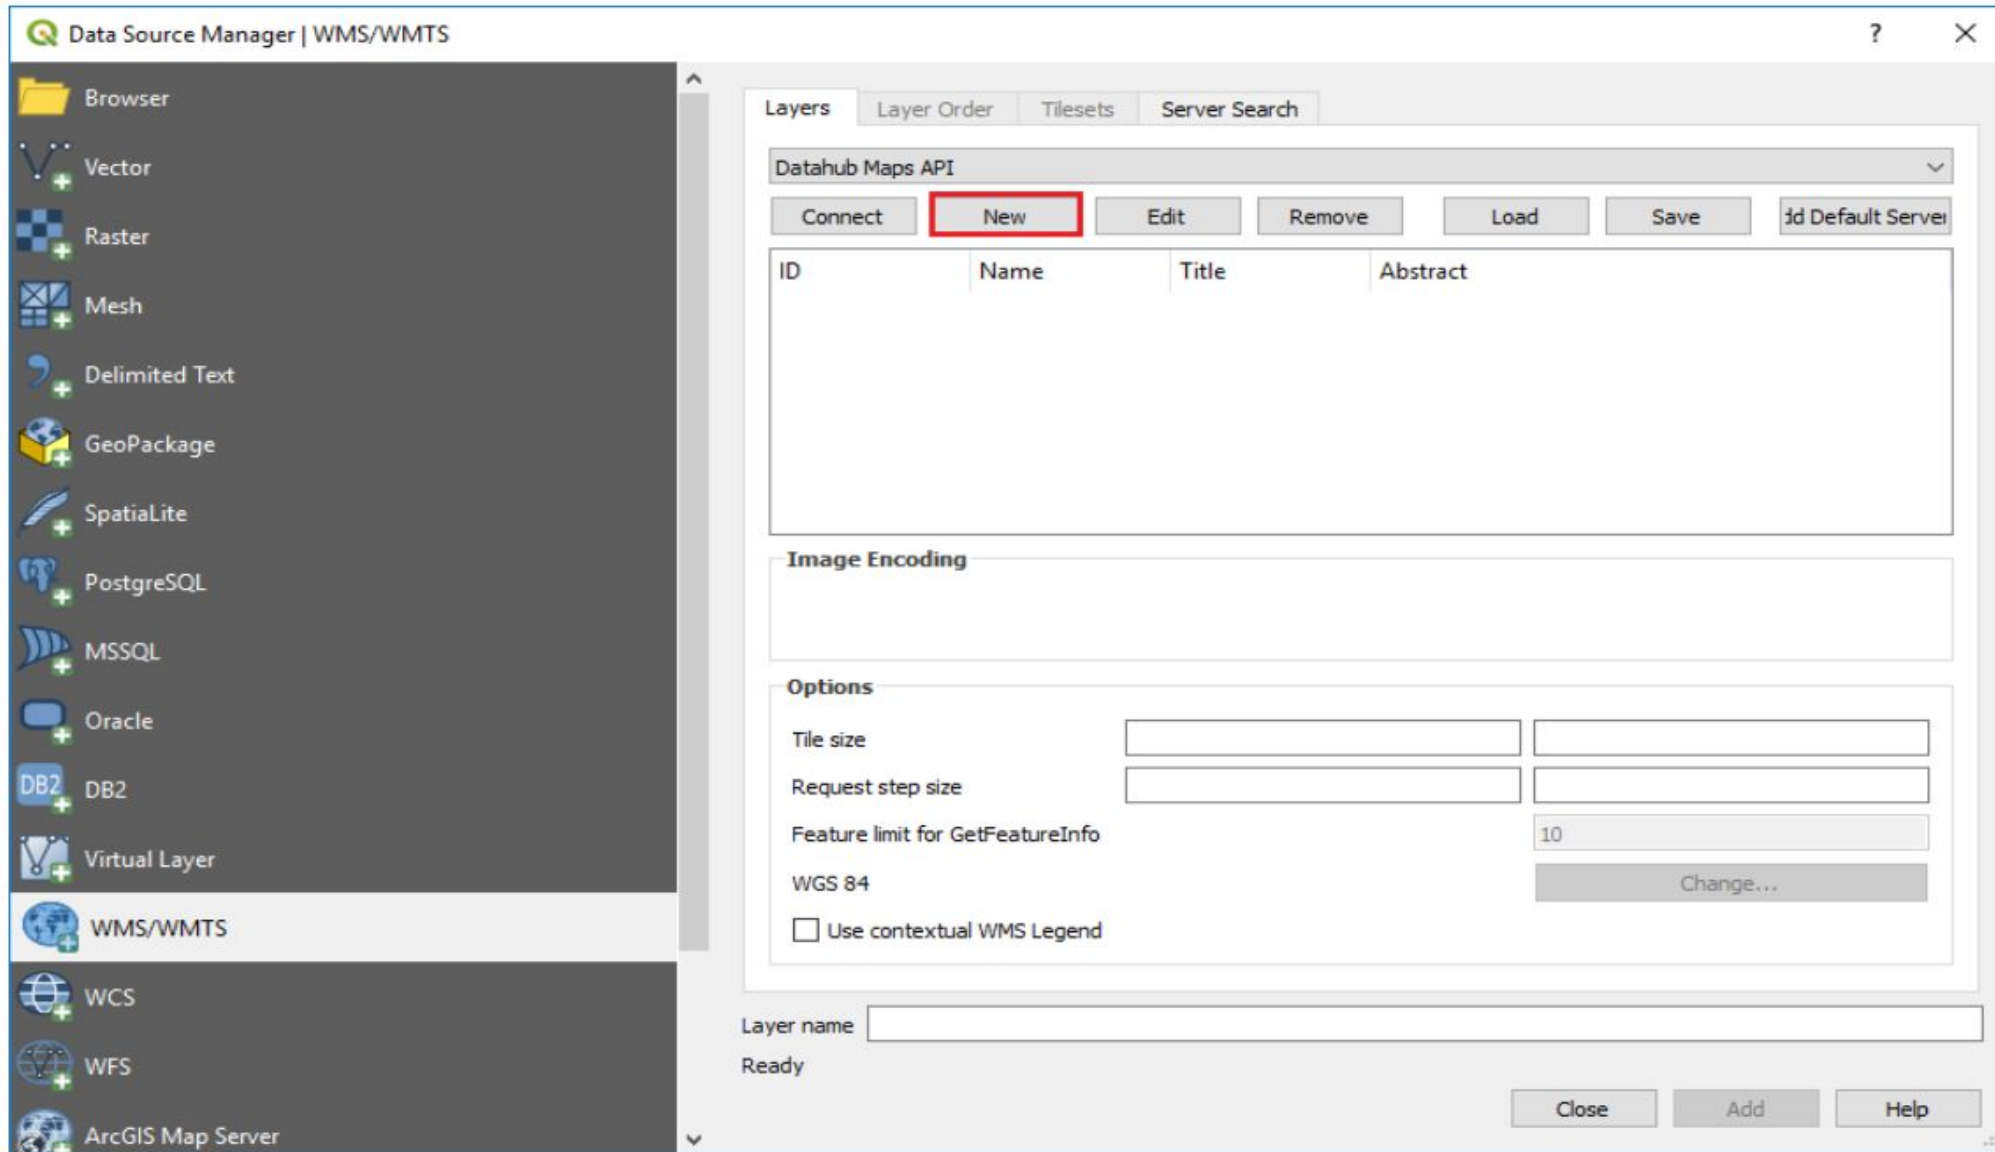 Data Source Manager | WMS/WMTS
?
Browser
Vector
Raster
Mesh
Delimited Text
GeoPackage
SpatiaLite
PostgreSQL
MSSQL
Oracle
DB2 DB2
Virtual Layer
WMS/WMTS
WCS
WFS
ArcGIS Map Server
Layers Layer Order Tilesets Server Search
Datahub Maps API
Connect New Edit Remove Load Save dd Default Server
ID Name Title Abstract
Image Encoding
Options
Tile size
Request step size
Feature limit for GetFeatureInfo 10
WGS 84 Change...
Use contextual WMS Legend
Layer name
Ready
Close Add Help